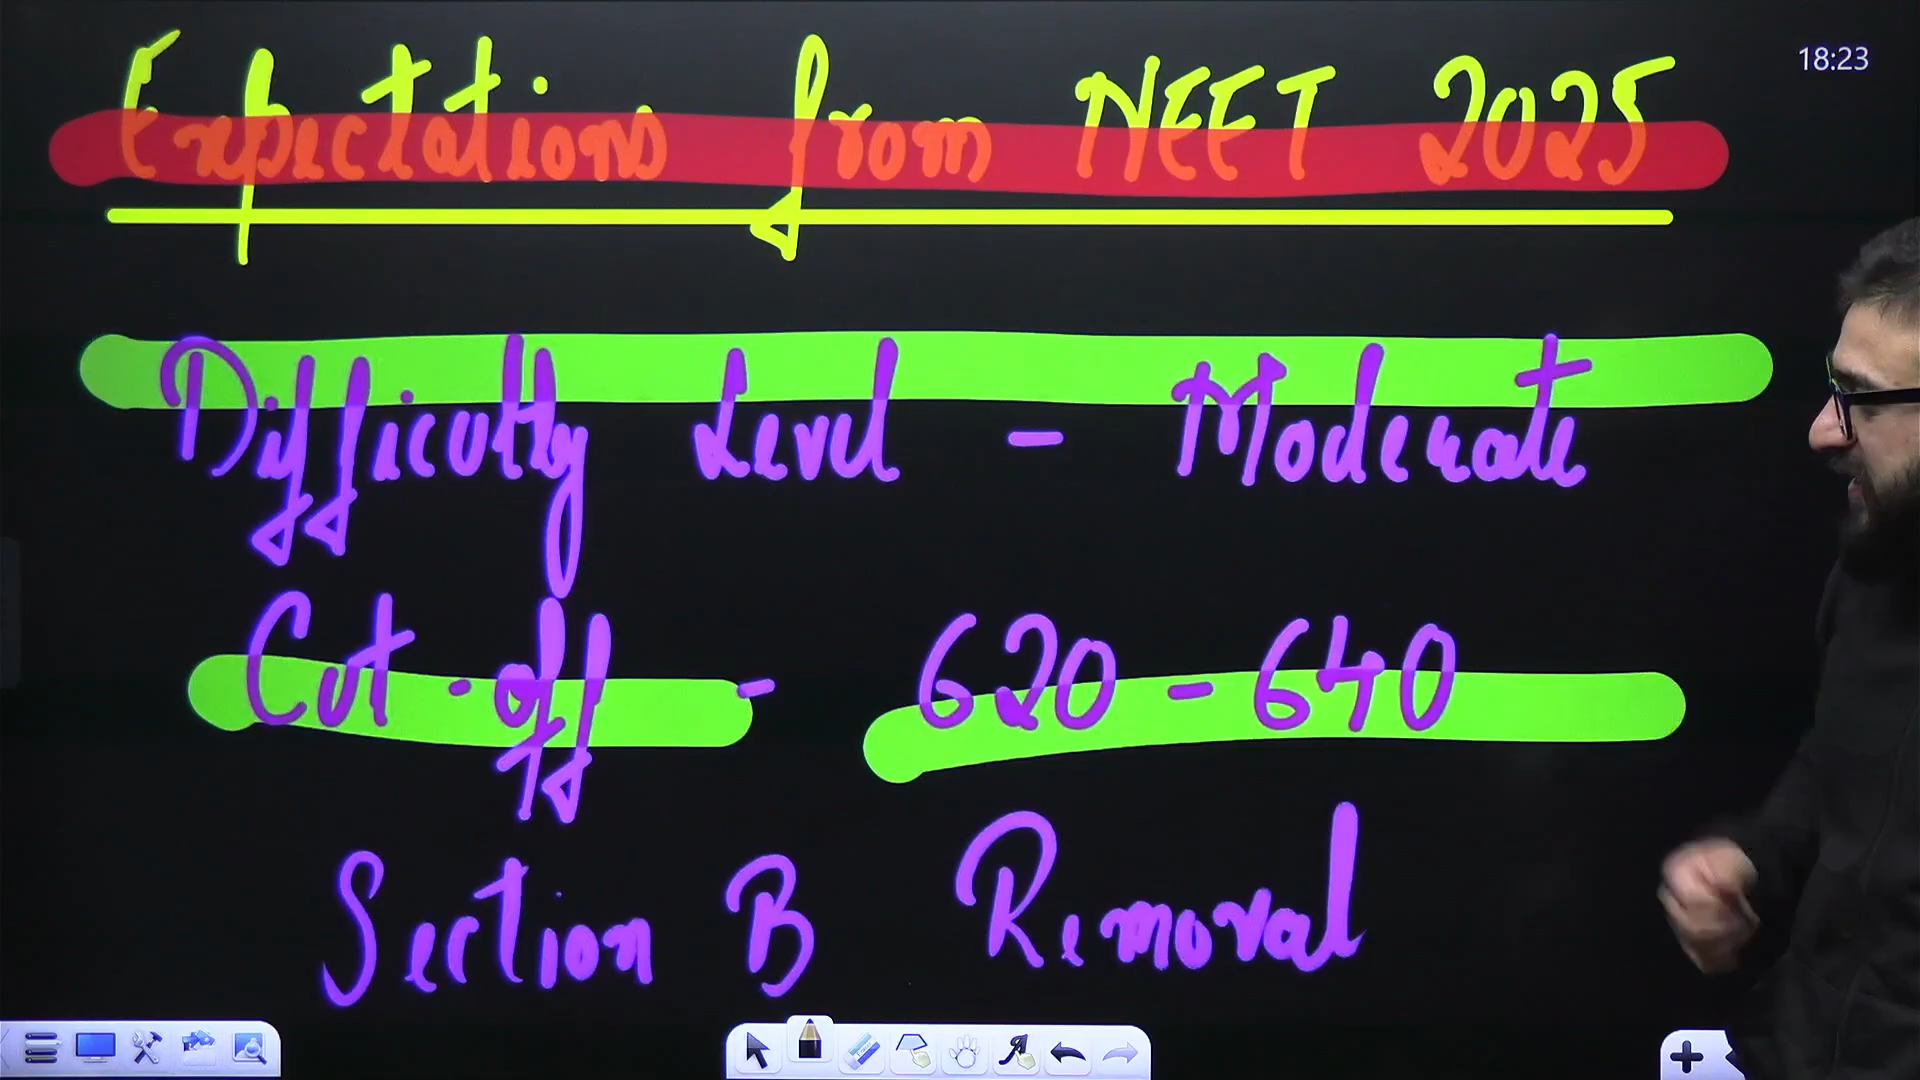 Expectations from NEET 2025
18:23
Difficulty Level - Moderate
Cut-off - 620-640
Section B Removal